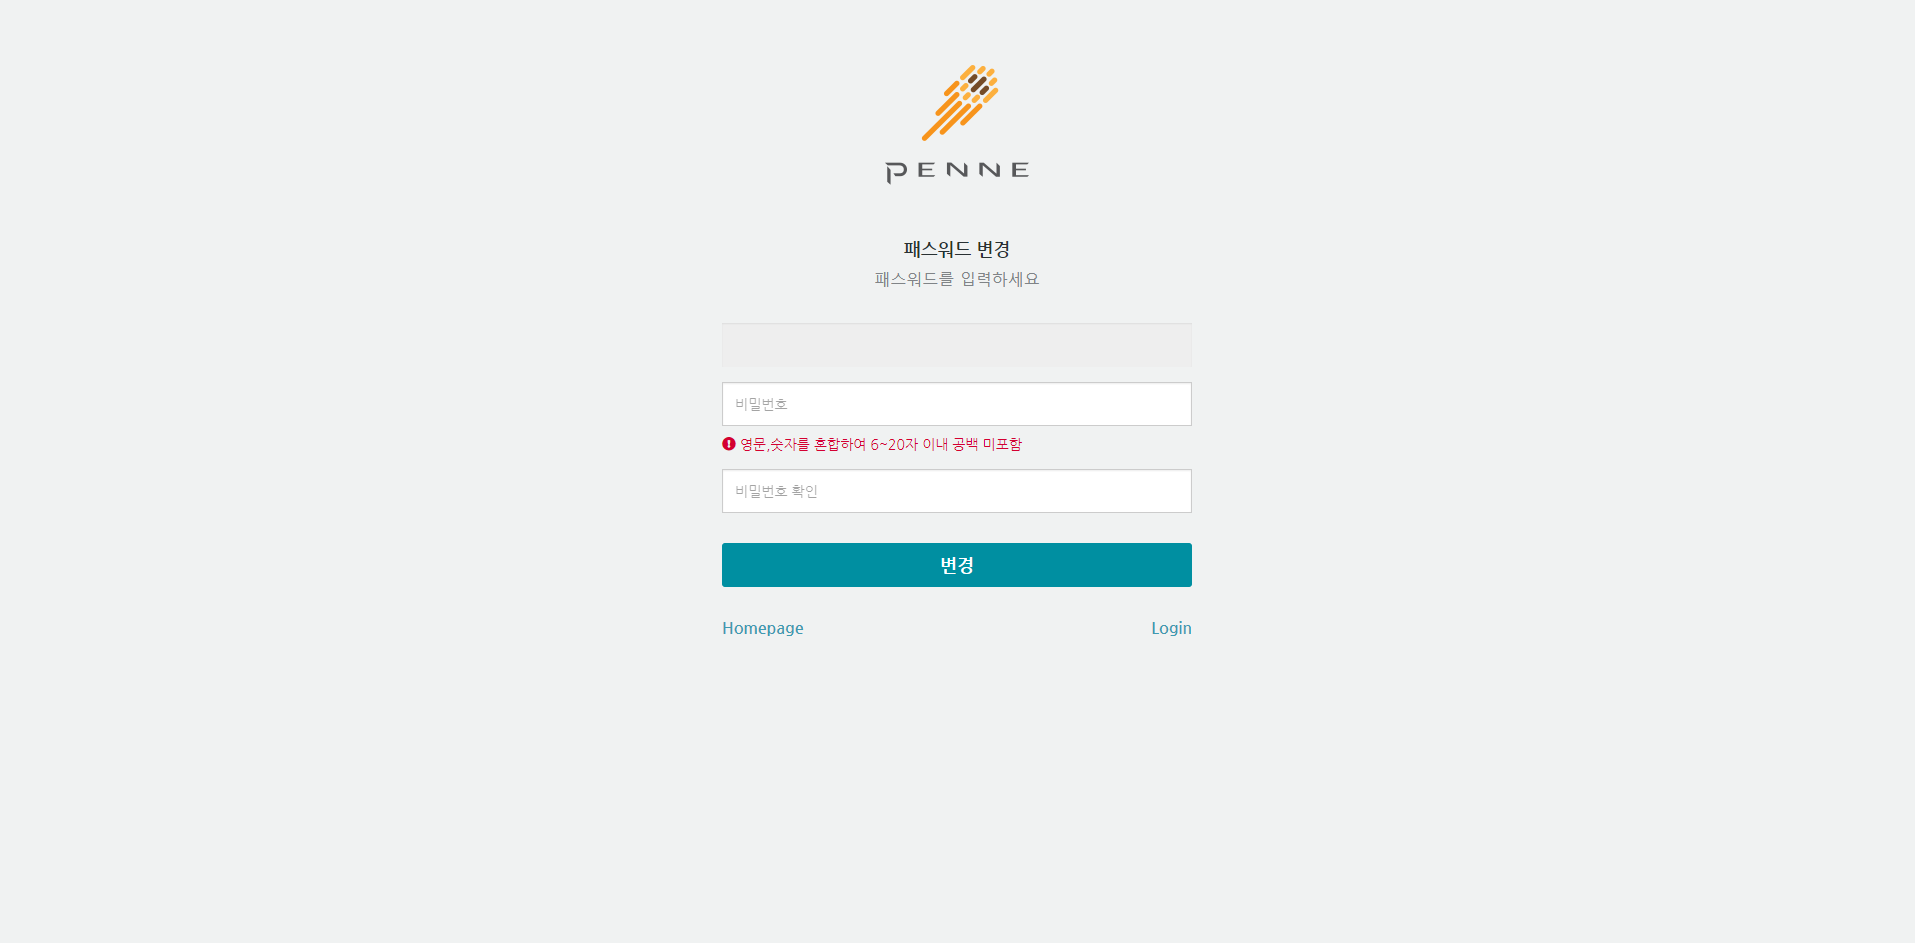 PENNE
패스워드 변경
패스워드를 입력하세요
비밀번호
영문,숫자를 혼합하여 6~20자 이내 공백 미포함
비밀번호 확인
변경
Homepage
Login